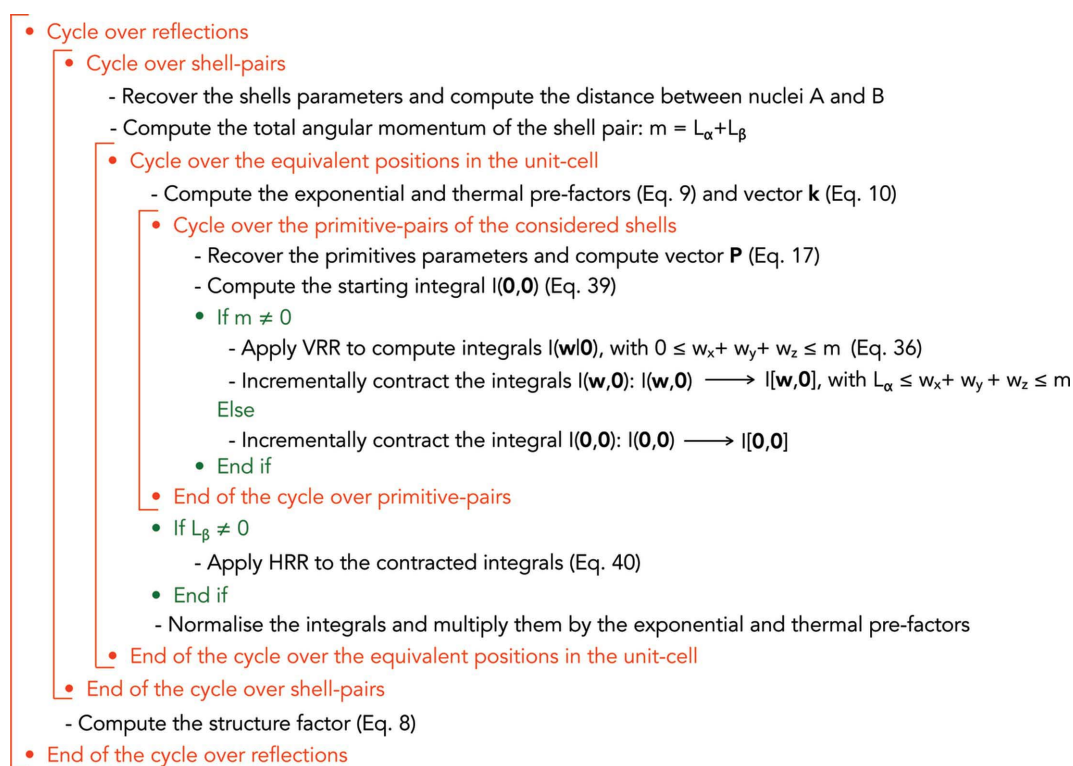 • Cycle over reflections
• Cycle over shell-pairs
- Recover the shells parameters and compute the distance between nuclei A and B
- Compute the total angular momentum of the shell pair: m = Lα+Lβ
• Cycle over the equivalent positions in the unit-cell
- Compute the exponential and thermal pre-factors (Eq. 9) and vector k (Eq. 10)
• Cycle over the primitive-pairs of the considered shells
- Recover the primitives parameters and compute vector P (Eq. 17)
- Compute the starting integral I(0,0) (Eq. 39)
• If m ≠ 0
- Apply VRR to compute integrals I(w|0), with 0 ≤ wx+ wy+ wz ≤ m (Eq. 36)
- Incrementally contract the integrals I(w,0): I(w,0) ⟶ I[w,0], with Lα ≤ wx+ wy + wz ≤ m
Else
- Incrementally contract the integral I(0,0): I(0,0) ⟶ I[0,0]
• End if
• End of the cycle over primitive-pairs
• If Lβ ≠ 0
- Apply HRR to the contracted integrals (Eq. 40)
• End if
- Normalise the integrals and multiply them by the exponential and thermal pre-factors
• End of the cycle over the equivalent positions in the unit-cell
• End of the cycle over shell-pairs
- Compute the structure factor (Eq. 8)
• End of the cycle over reflections